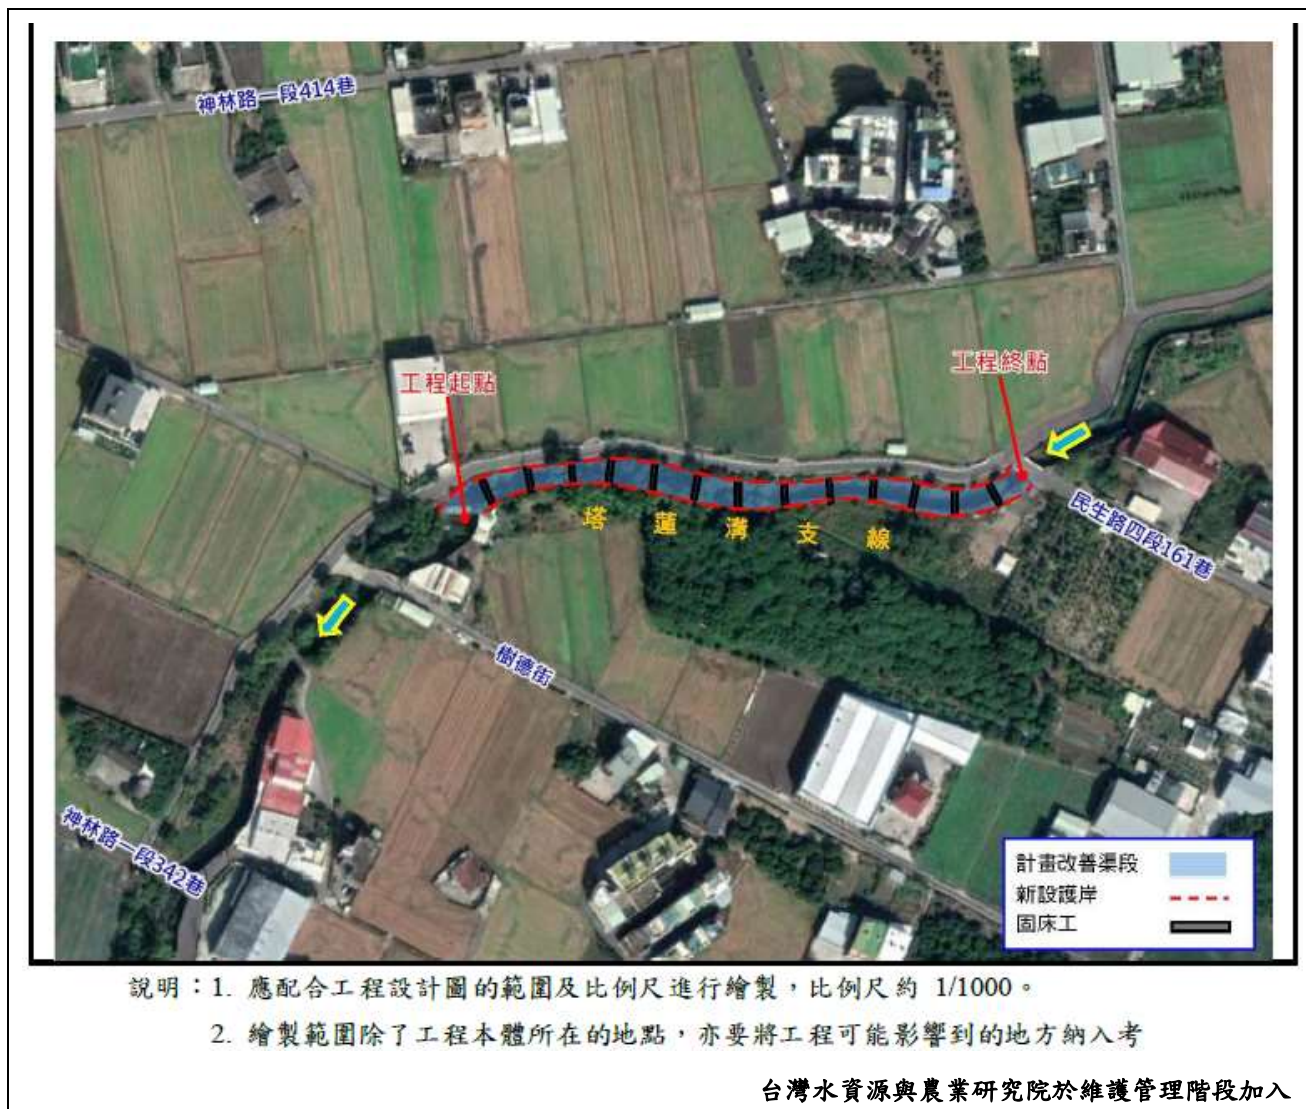 神林路一段414巷
工程起點
工程終點
民生路四段161巷
塔蓮溝支線
樹德街
神林路一段342巷
計畫改善渠段
新設護岸
固床工
說明：1. 應配合工程設計圖的範圍及比例尺進行繪製，比例尺約 1/1000。
2. 繪製範圍除了工程本體所在的地點，亦要將工程可能影響到的地方納入考
台灣水資源與農業研究院於維護管理階段加入